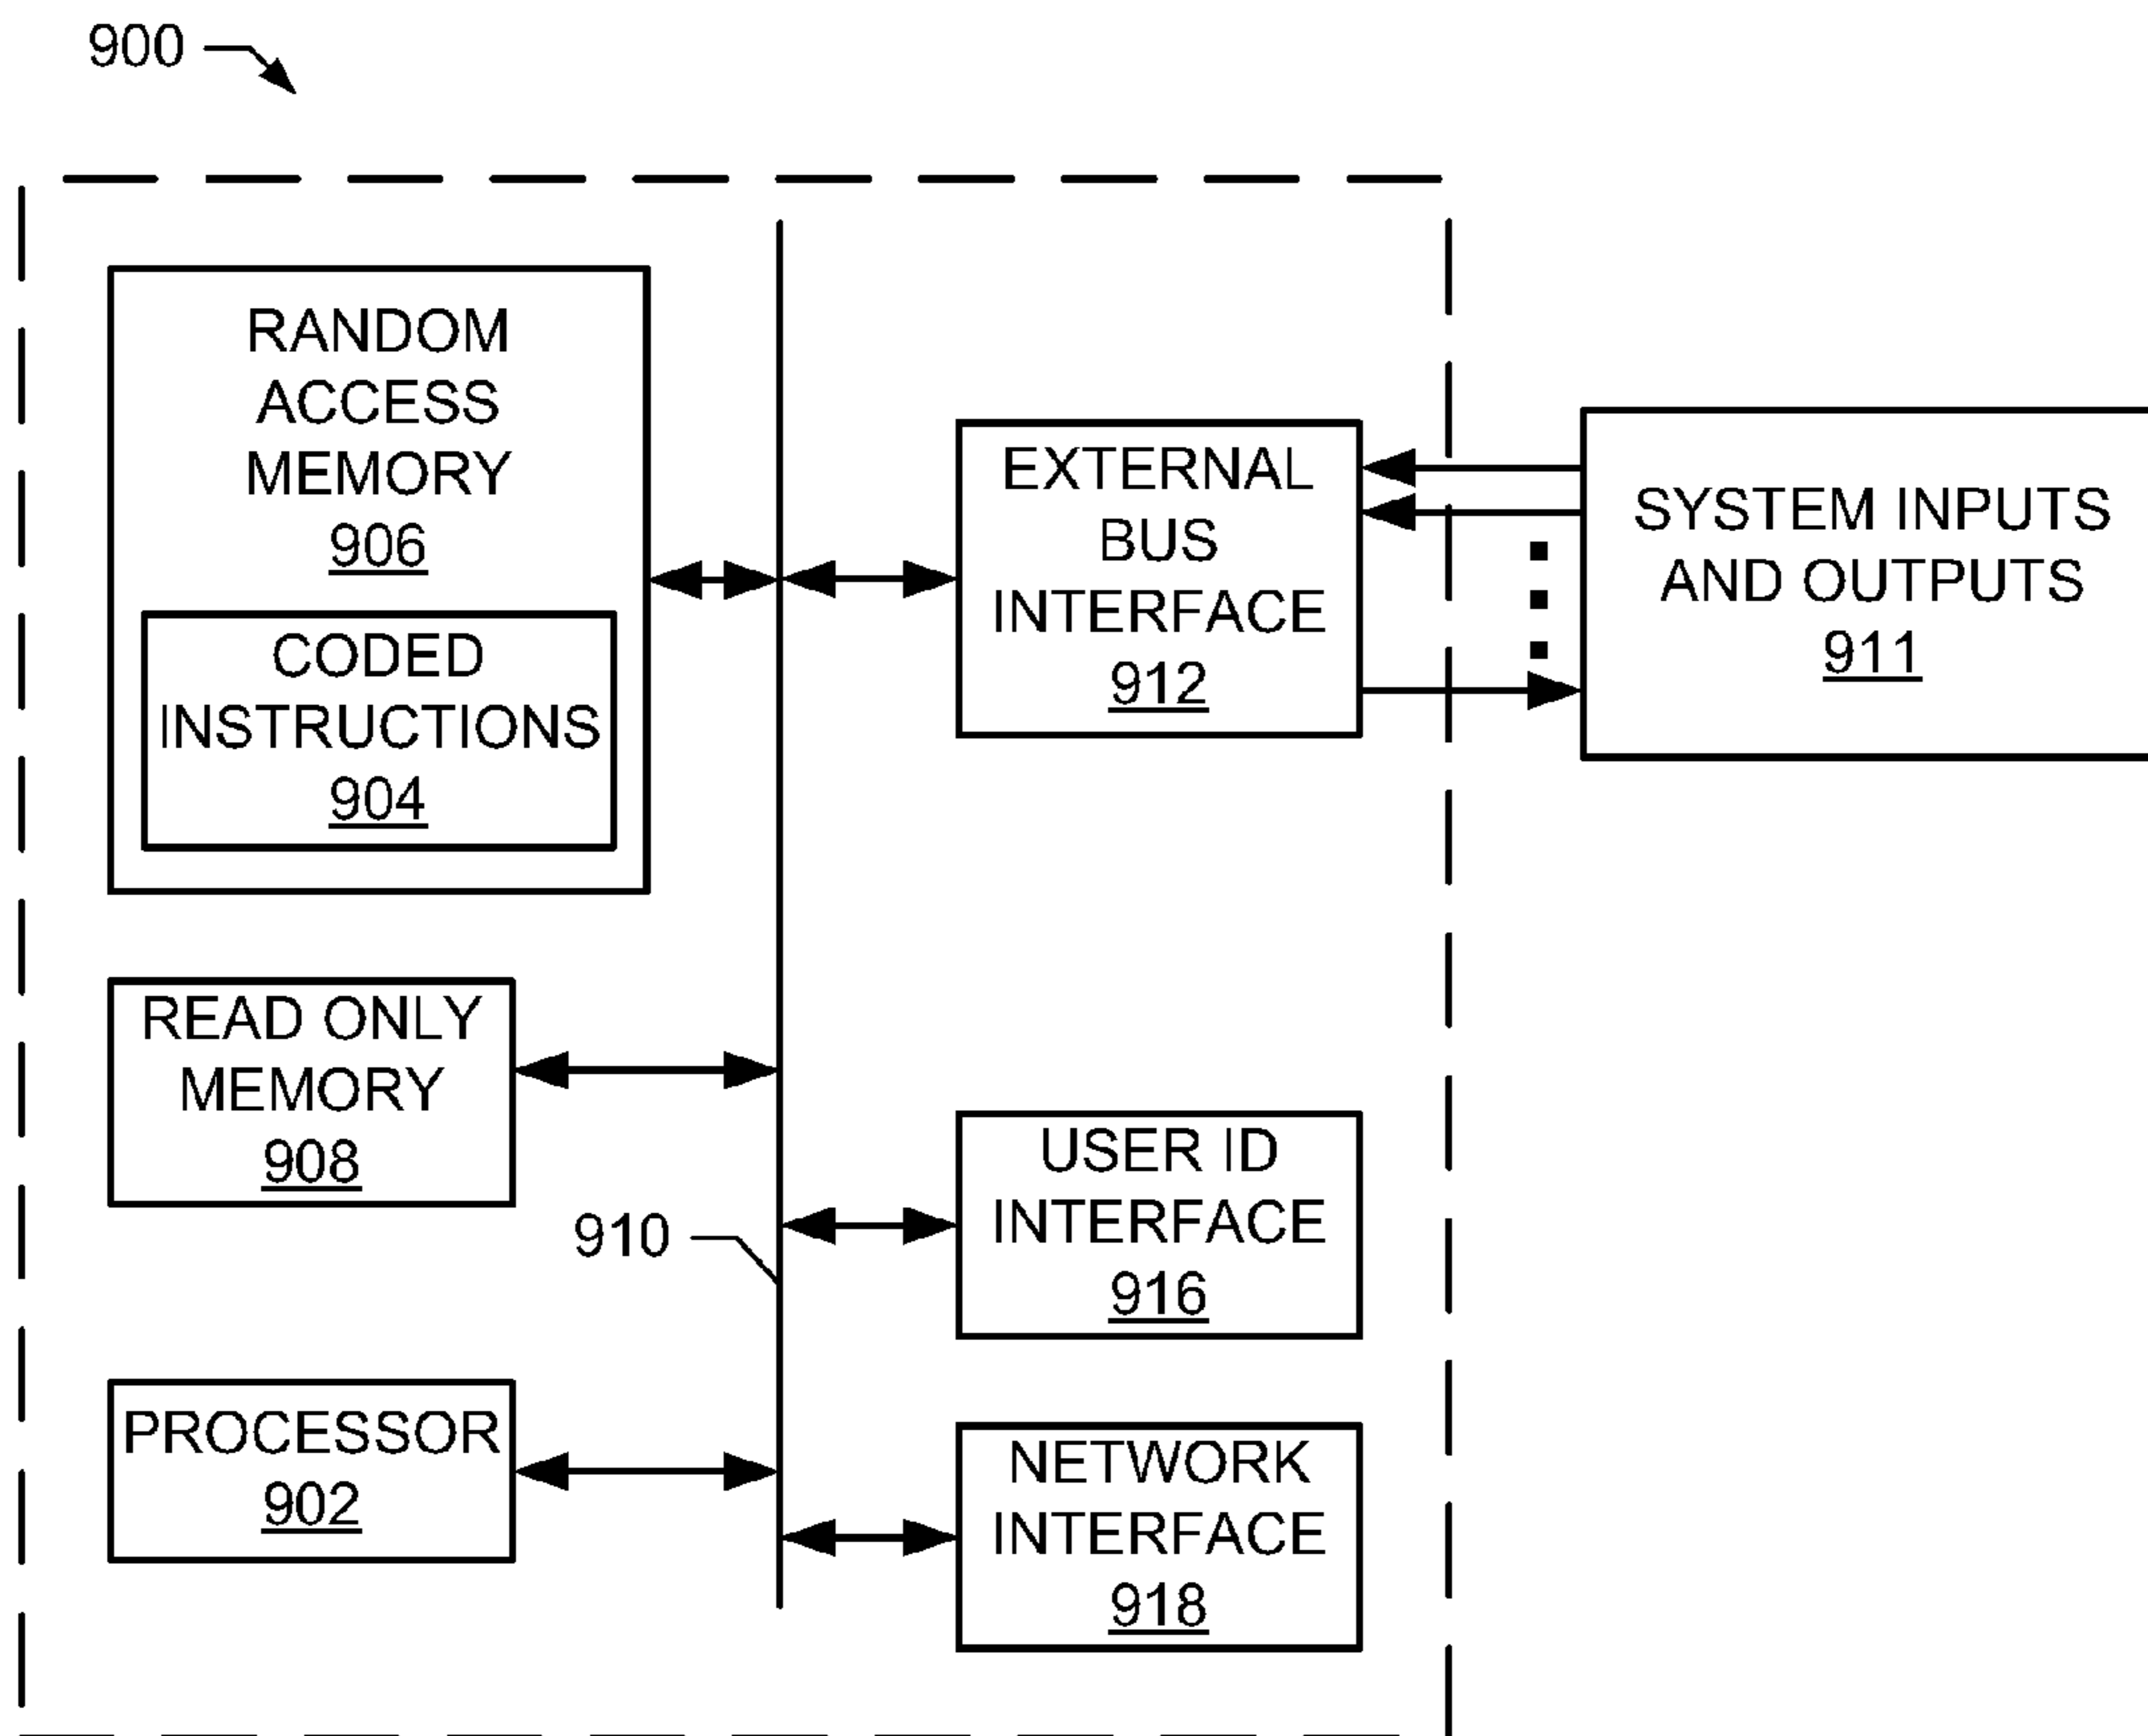 900
RANDOM
ACCESS
MEMORY
906
CODED
INSTRUCTIONS
904
EXTERNAL
BUS
INTERFACE
912
SYSTEM INPUTS
AND OUTPUTS
911
READ ONLY
MEMORY
908
910
USER ID
INTERFACE
916
PROCESSOR
902
NETWORK
INTERFACE
918